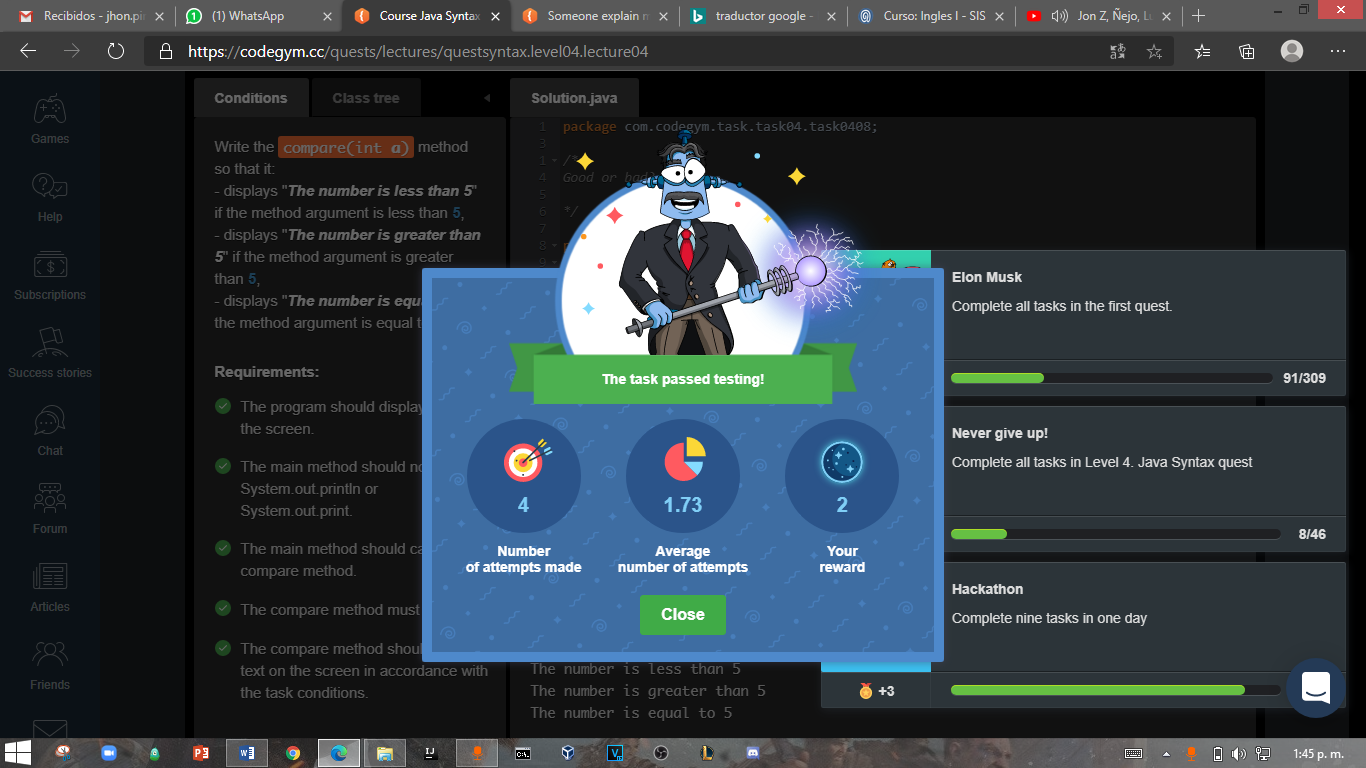 Recibidos - jhon.pi
(1) WhatsApp
Course Java Syntax
Someone explain m
traductor google -
Curso: Ingles I - SIS
Jon Z, Ñejo, Lu
https://codegym.cc/quests/lectures/questsyntax.level04.lecture04
Games
Help
Subscriptions
Success stories
Chat
Forum
Articles
Friends
Conditions
Class tree
Write the compare(int a) method
so that it:
- displays "The number is less than 5"
if the method argument is less than 5,
- displays "The number is greater than
5" if the method argument is greater
than 5,
- displays "The number is equ
the method argument is equal t
Requirements:
The program should display
the screen.
The main method should no
System.out.println or
System.out.print.
The main method should ca
compare method.
The compare method must
The compare method shou
text on the screen in accordance with
the task conditions.
Solution.java
1 package com.codegym.task.task04.task0408;
3
1 /*
4 Good or bad
5
6 */
7
8
9
The number is less than 5
The number is greater than 5
The number is equal to 5
The task passed testing!
4
Number
of attempts made
1.73
Average
number of attempts
2
Your
reward
Close
Elon Musk
Complete all tasks in the first quest.
91/309
Never give up!
Complete all tasks in Level 4. Java Syntax quest
8/46
Hackathon
Complete nine tasks in one day
+3
1:45 p. m.